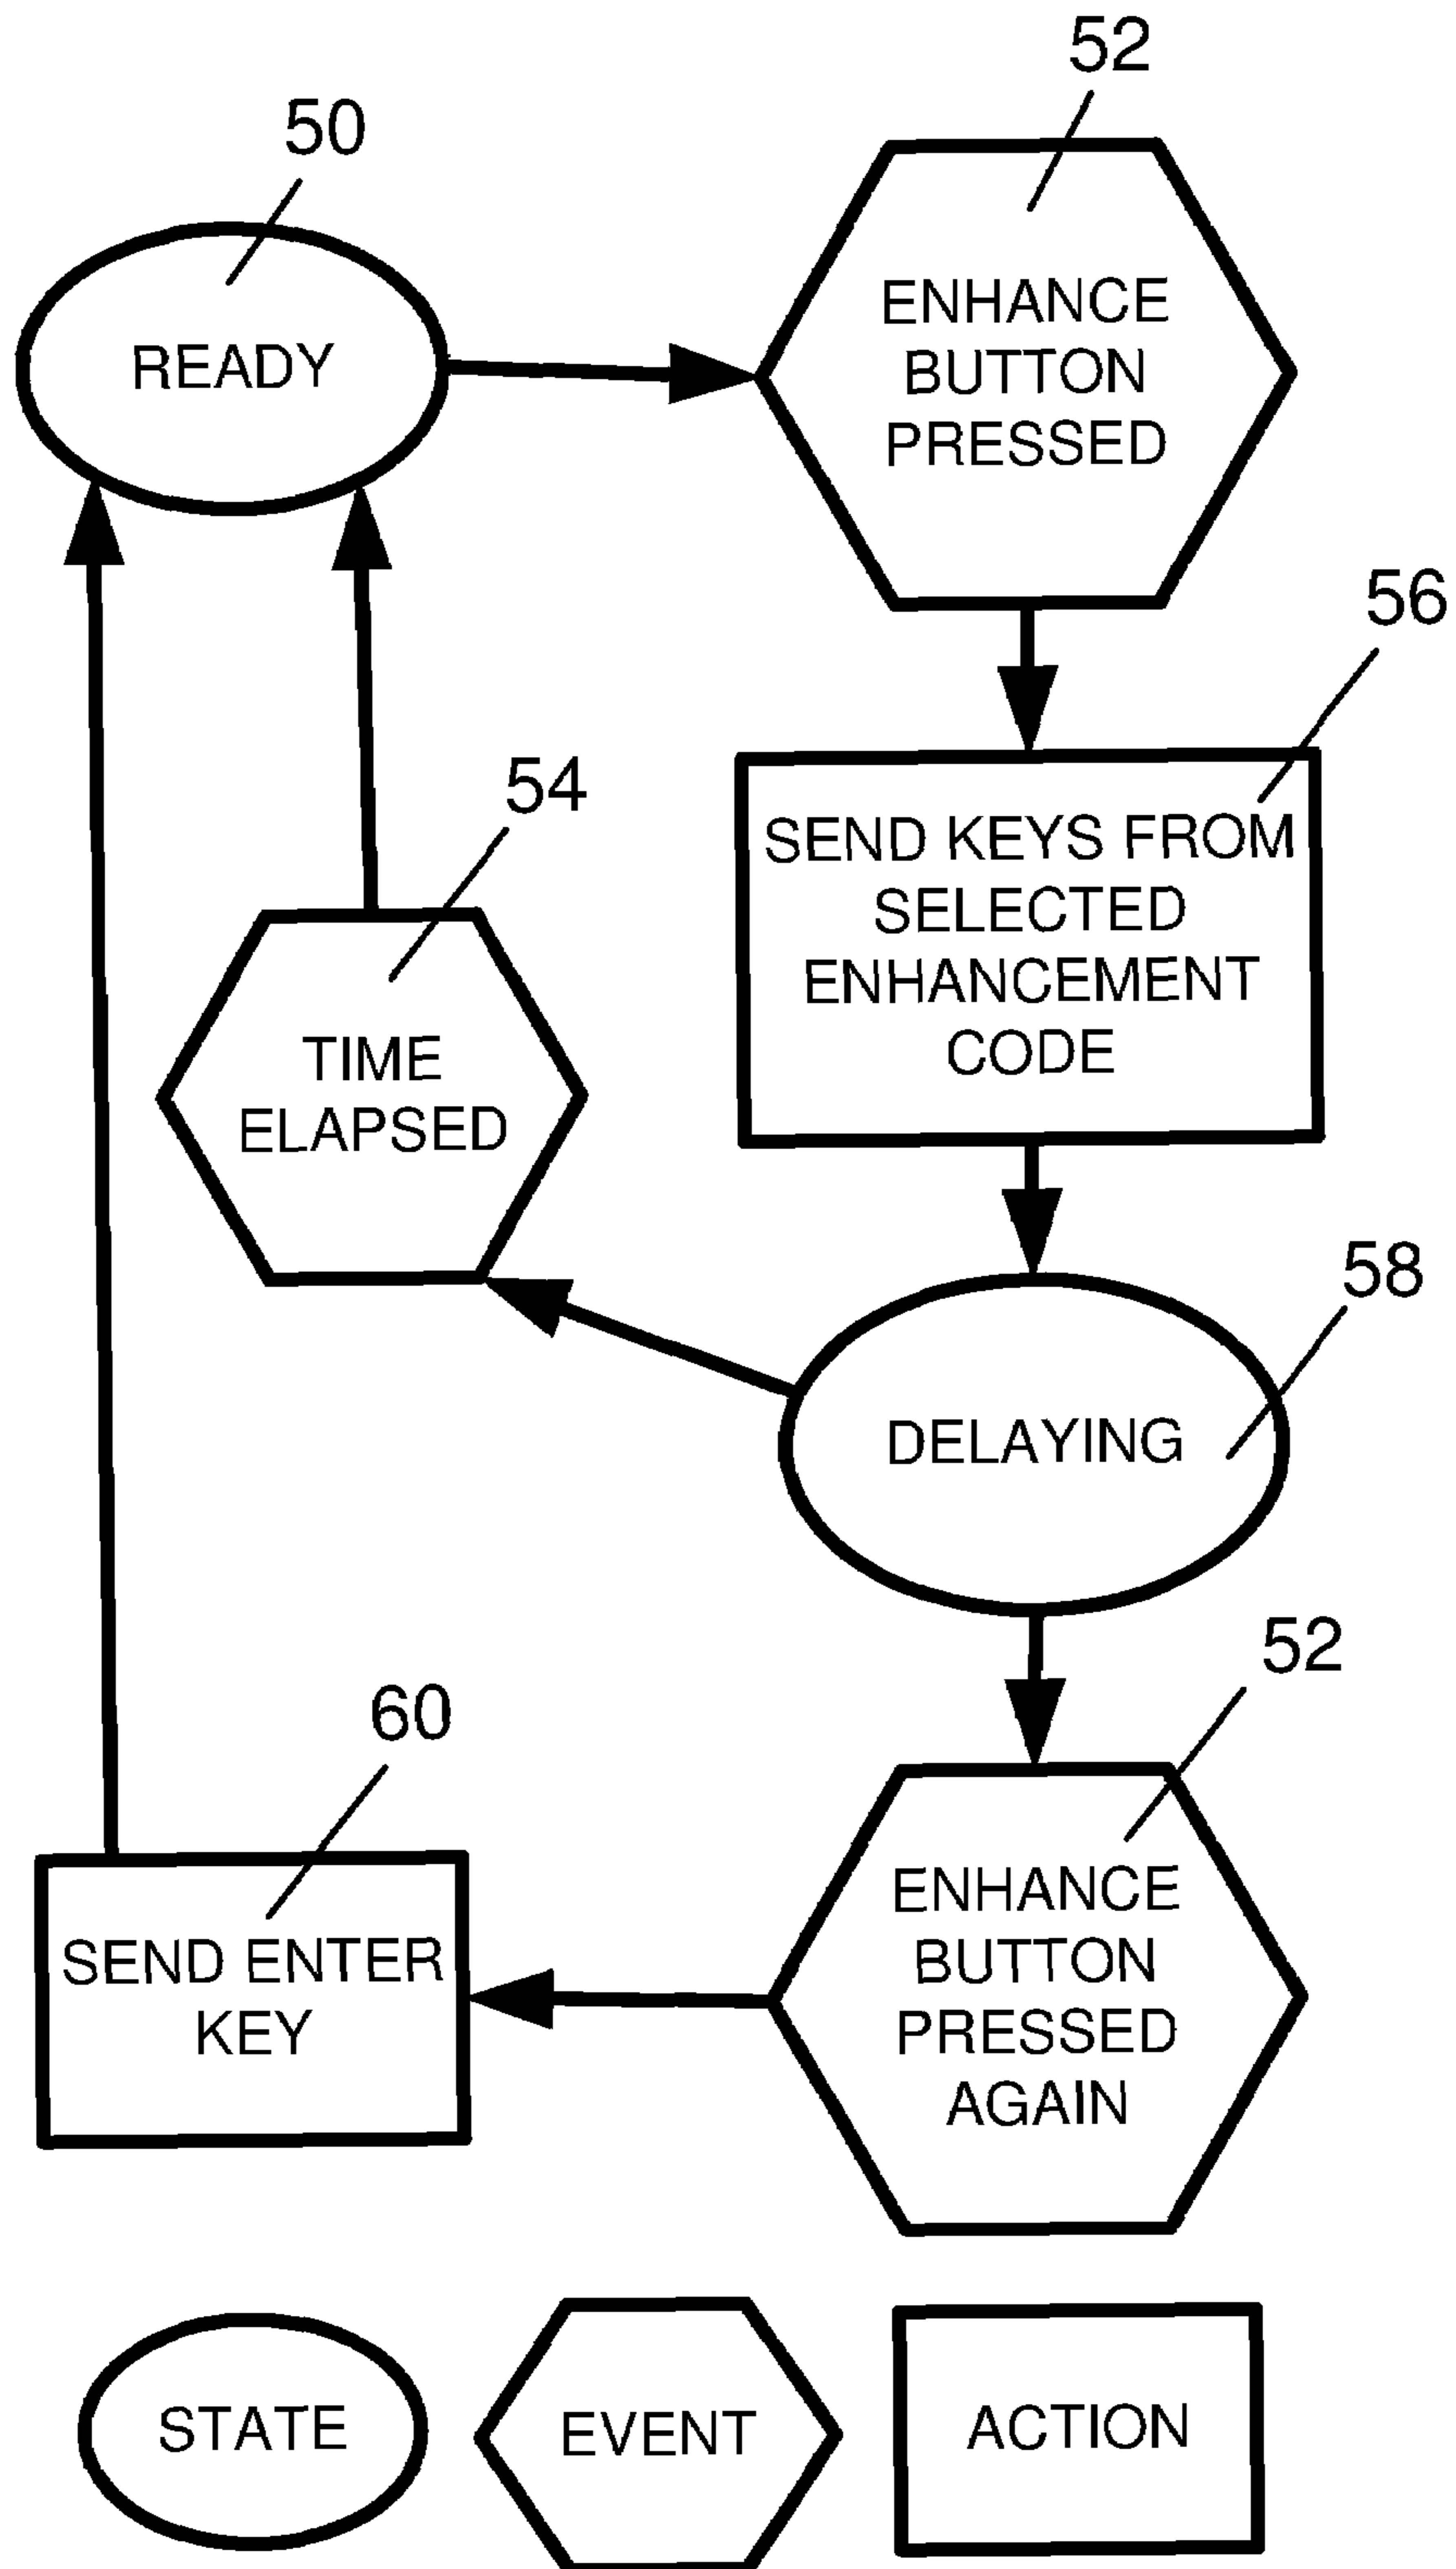 52
50
READY
ENHANCE
BUTTON
PRESSED
56
SEND KEYS FROM
SELECTED
ENHANCEMENT
CODE
54
TIME
ELAPSED
58
DELAYING
52
ENHANCE
BUTTON
PRESSED
AGAIN
60
SEND ENTER
KEY
STATE
EVENT
ACTION